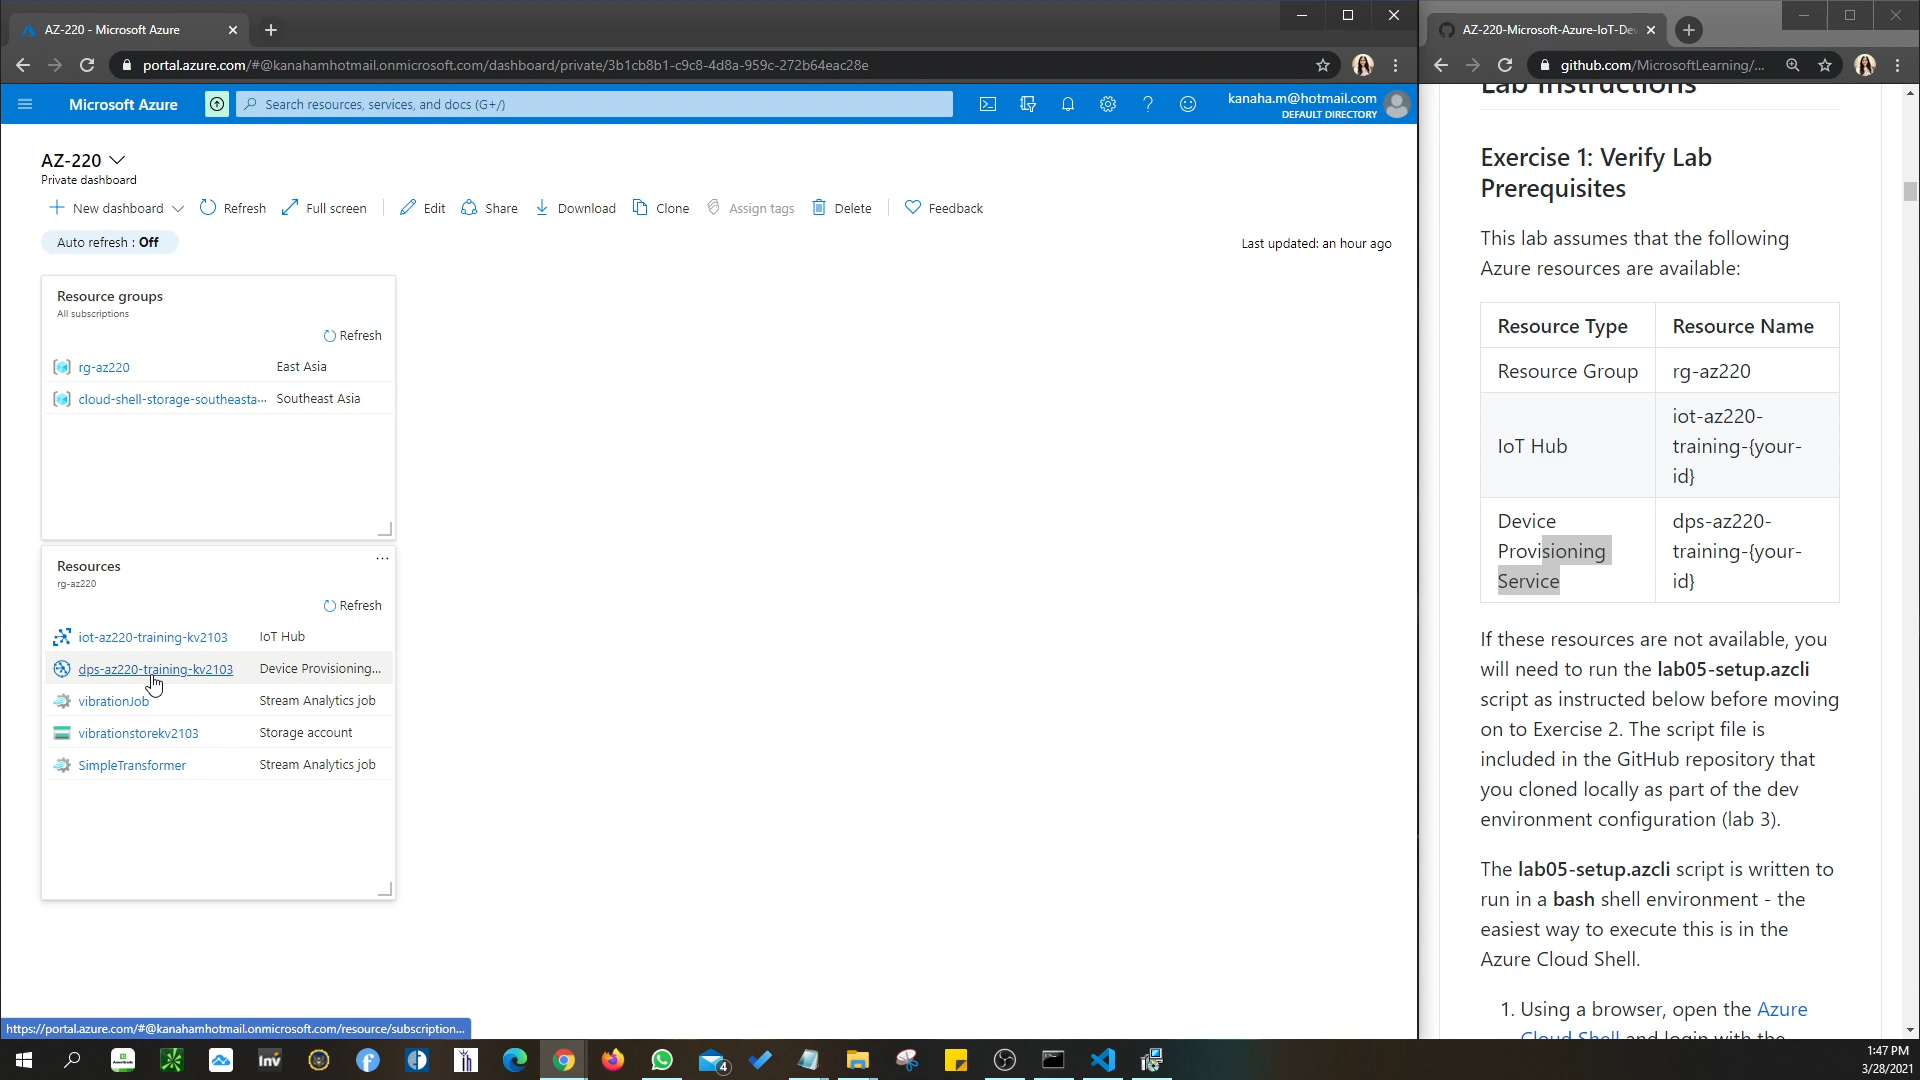 AZ-220 - Microsoft Azure
portal.azure.com/#@kanahamhotmail.onmicrosoft.com/dashboard/private/3b1cb8b1-c9c8-4d8a-959c-272b64eac28e
Microsoft Azure
Search resources, services, and docs (G+/)
kanaha.m@hotmail.com
DEFAULT DIRECTORY
AZ-220
Private dashboard
New dashboard
Refresh
Full screen
Edit
Share
Download
Clone
Assign tags
Delete
Feedback
Auto refresh : Off
Last updated: an hour ago
Resource groups
All subscriptions
Refresh
rg-az220 East Asia
cloud-shell-storage-southeasta... Southeast Asia
Resources
rg-az220
Refresh
iot-az220-training-kv2103 IoT Hub
dps-az220-training-kv2103 Device Provisioning...
vibrationJob Stream Analytics job
vibrationstorekv2103 Storage account
SimpleTransformer Stream Analytics job
https://portal.azure.com/#@kanahamhotmail.onmicrosoft.com/resource/subscription...
AZ-220-Microsoft-Azure-IoT-De
github.com/MicrosoftLearning/...
Lab Instructions
Exercise 1: Verify Lab
Prerequisites
This lab assumes that the following
Azure resources are available:
Resource Type Resource Name
Resource Group rg-az220
IoT Hub
iot-az220-
training-{your-
id}
Device
Provisioning
Service
dps-az220-
training-{your-
id}
If these resources are not available, you
will need to run the lab05-setup.azcli
script as instructed below before moving
on to Exercise 2. The script file is
included in the GitHub repository that
you cloned locally as part of the dev
environment configuration (lab 3).
The lab05-setup.azcli script is written to
run in a bash shell environment - the
easiest way to execute this is in the
Azure Cloud Shell.
1. Using a browser, open the Azure
Cloud Shell and login with the
Inv
4
1:47 PM
3/28/2021